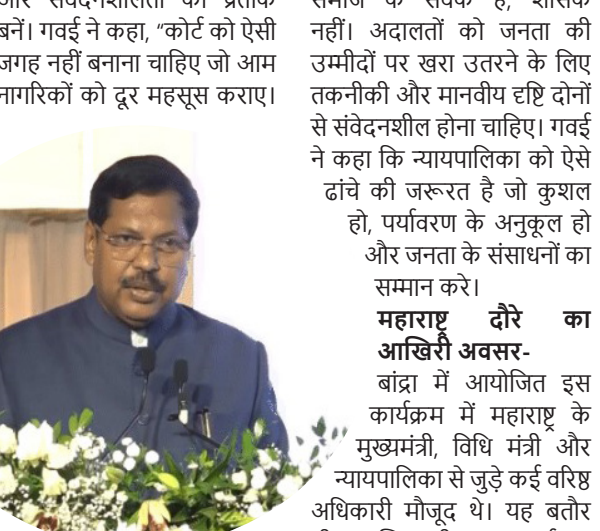 और संवेदनशीलता का प्रतीक
बनें। गवई ने कहा, “कोर्ट को ऐसी
जगह नहीं बनाना चाहिए जो आम
नागरिकों को दूर महसूस कराए।
समाज के सेवक हैं, शासक
नहीं। अदालतों को जनता की
उम्मीदों पर खरा उतरने के लिए
तकनीकी और मानवीय दृष्टि दोनों
से संवेदनशील होना चाहिए। गवई
ने कहा कि न्यायपालिका को ऐसे
ढांचे की जरूरत है जो कुशल
हो, पर्यावरण के अनुकूल हो
और जनता के संसाधनों का
सम्मान करे।
महाराष्ट्र दौरे का
आखिरी अवसर-
बांद्रा में आयोजित इस
कार्यक्रम में महाराष्ट्र के
मुख्यमंत्री, विधि मंत्री और
न्यायपालिका से जुड़े कई वरिष्ठ
अधिकारी मौजूद थे। यह बतौर